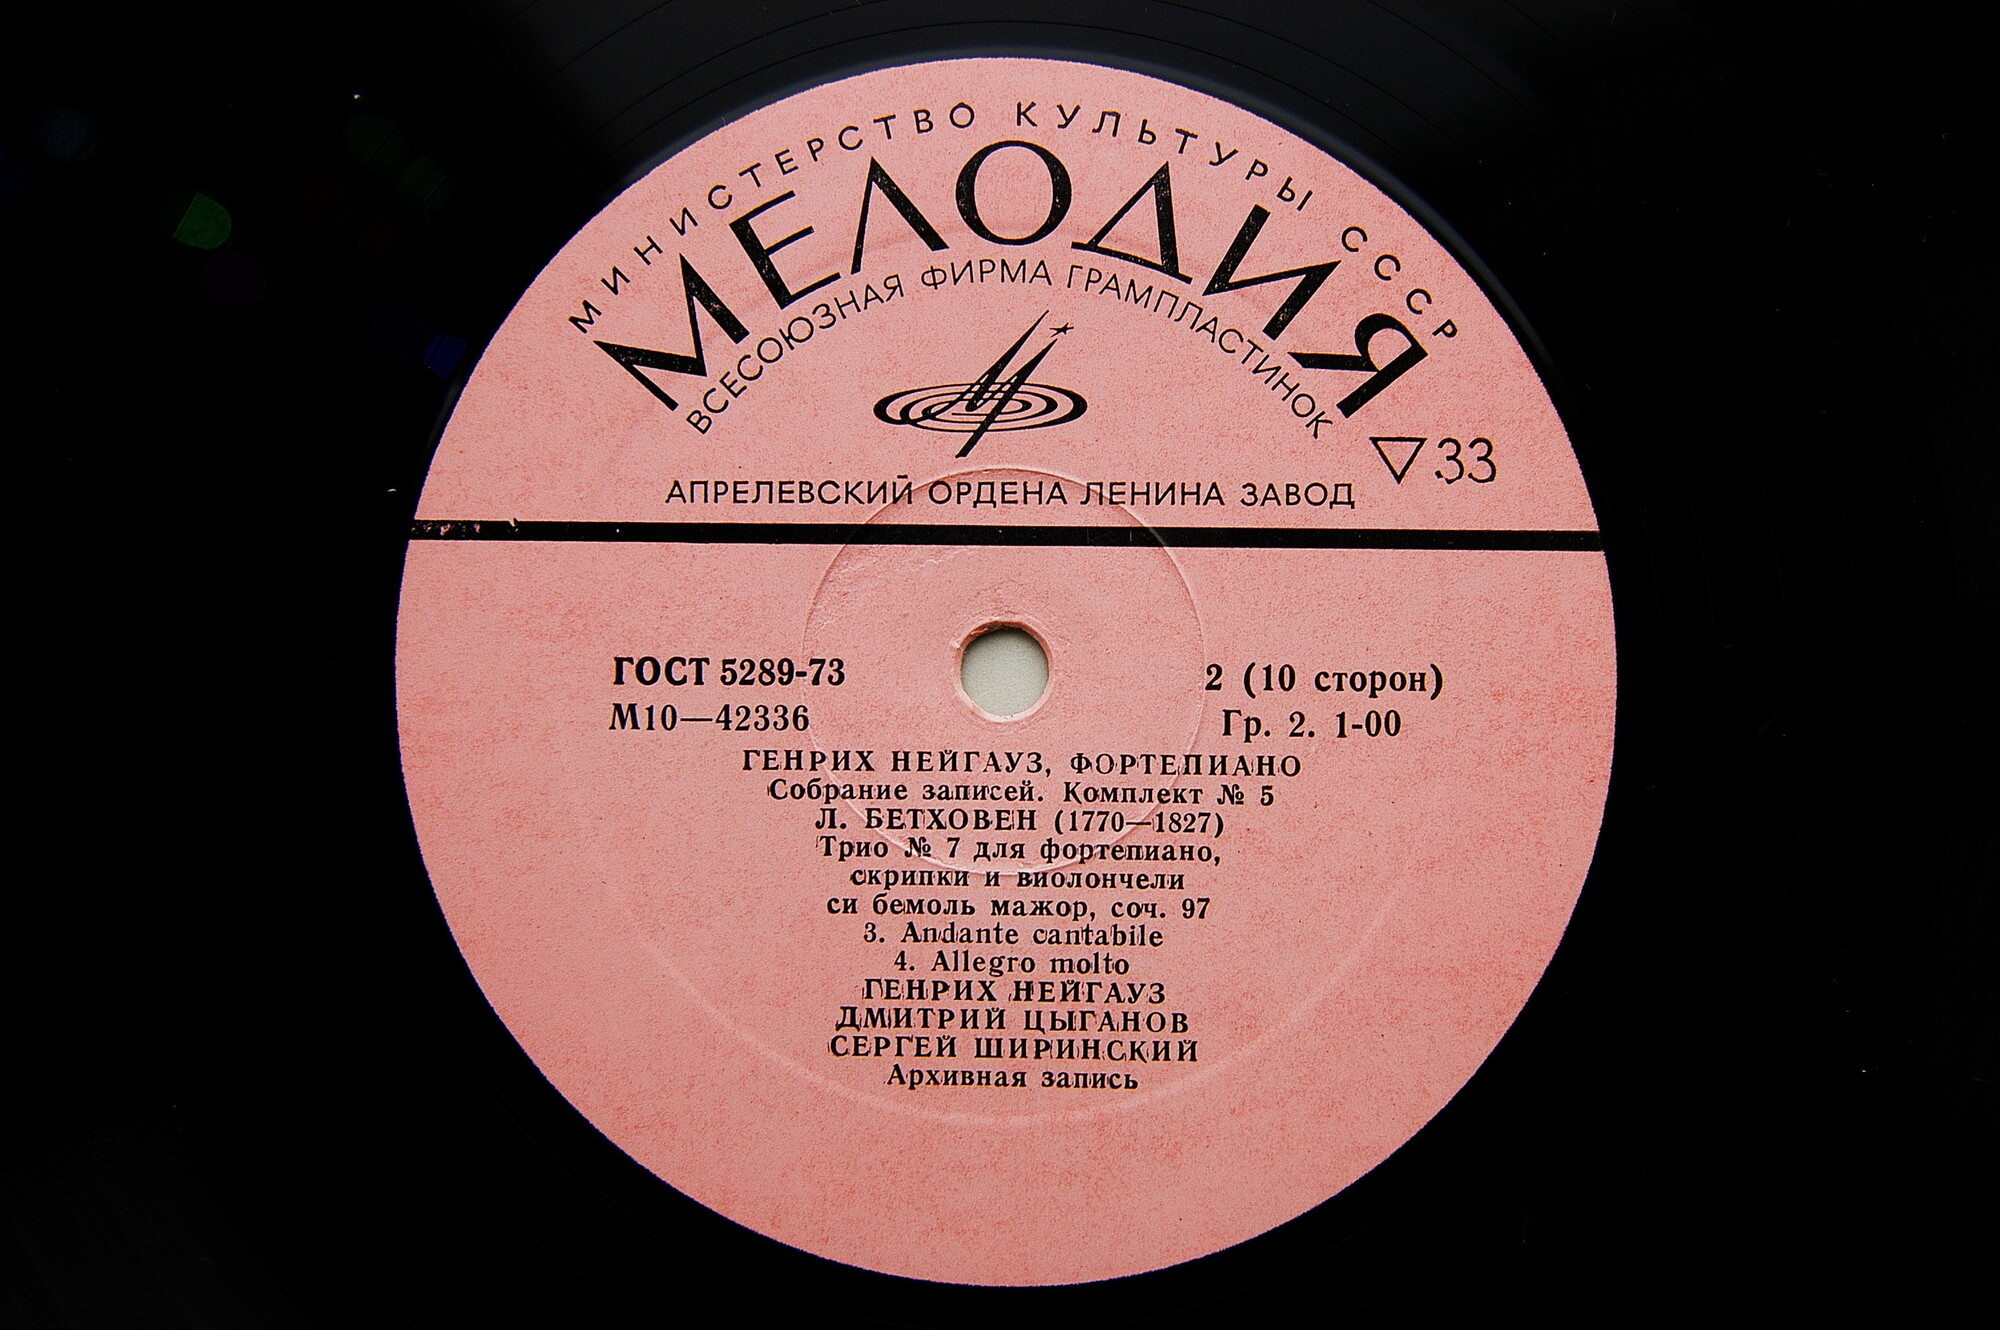 МИНИСТЕРСТВО КУЛЬТУРЫ СССР
МЕЛОДИЯ
ВСЕСОЮЗНАЯ ФИРМА ГРАМПЛАСТИНОК
33
АПРЕЛЕВСКИЙ ОРДЕНА ЛЕНИНА ЗАВОД
ГОСТ 5289-73
М10—42336
2 (10 сторон)
Гр. 2. 1-00
ГЕНРИХ НЕЙГАУЗ, ФОРТЕПИАНО
Собрание записей. Комплект № 5
Л. БЕТХОВЕН (1770—1827)
Трио № 7 для фортепиано,
скрипки и виолончели
си бемоль мажор, соч. 97
3. Andante cantabile
4. Allegro molto
ГЕНРИХ НЕЙГАУЗ
ДМИТРИЙ ЦЫГАНОВ
СЕРГЕЙ ШИРИНСКИЙ
Архивная запись